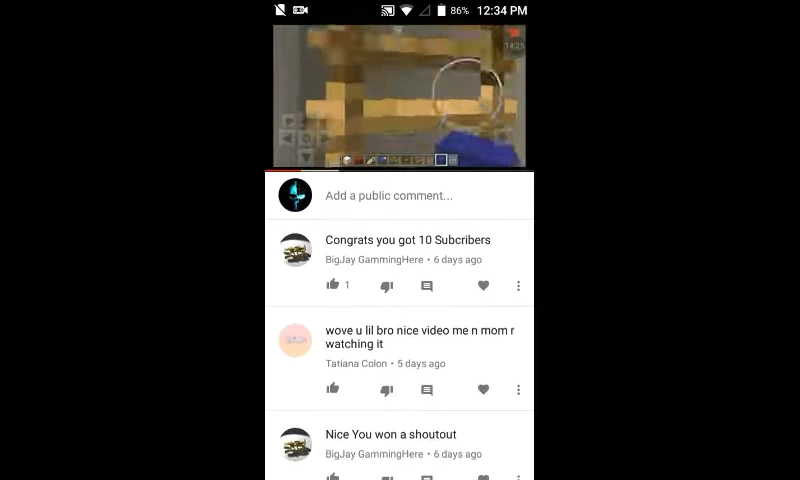 86% 12:34 PM
14:25
Add a public comment...
Congrats you got 10 Subcribers
BigJay GammingHere • 6 days ago
1
wove u lil bro nice video me n mom r
watching it
Tatiana Colon • 5 days ago
Nice You won a shoutout
BigJay GammingHere • 6 days ago